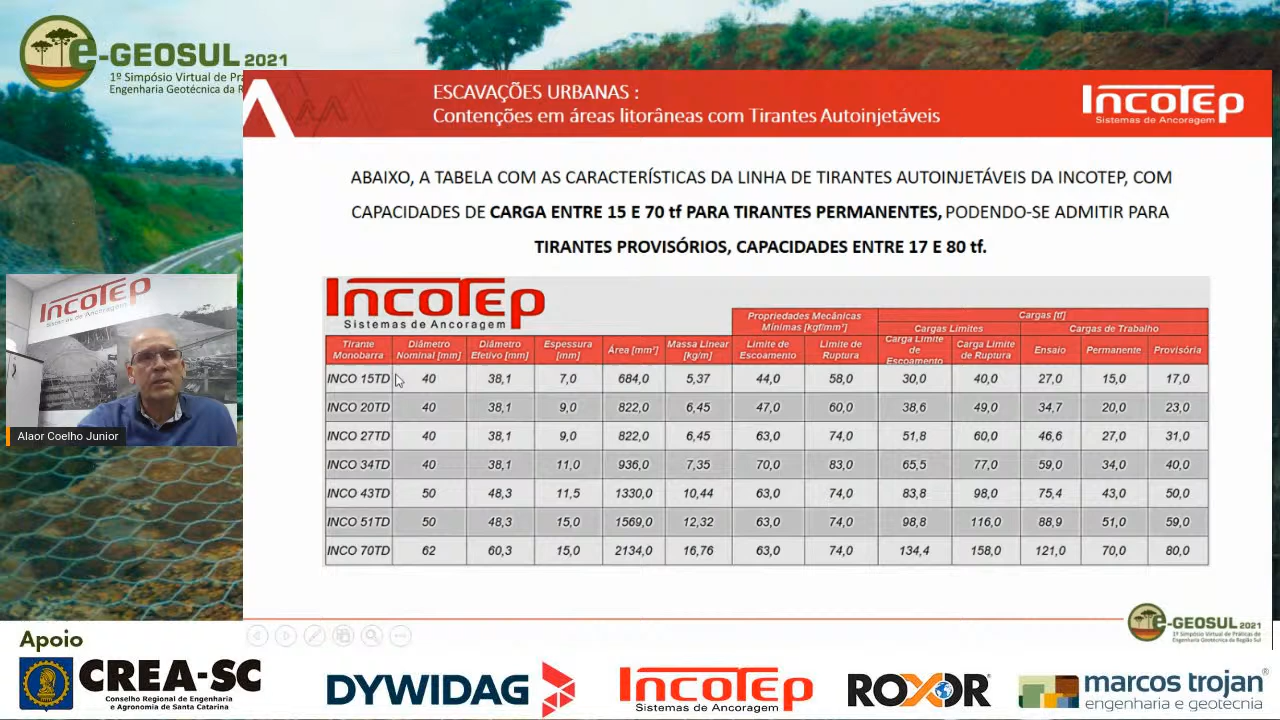 e-GEOSUL 2021
1º Simpósio Virtual de Prá
Engenharia Geotécnica da R
ESCAVAÇÕES URBANAS :
Contenções em áreas litorâneas com Tirantes Autoinjetáveis
INCOTEP
Sistemas de Ancoragem
ABAIXO, A TABELA COM AS CARACTERÍSTICAS DA LINHA DE TIRANTES AUTOINJETÁVEIS DA INCOTEP, COM
CAPACIDADES DE CARGA ENTRE 15 E 70 tf PARA TIRANTES PERMANENTES, PODENDO-SE ADMITIR PARA
TIRANTES PROVISÓRIOS, CAPACIDADES ENTRE 17 E 80 tf.
INCOTEP
Sistemas de Ancoragem
INCOTEP
Sistemas de Ancoragem
Alaor Coelho Junior
Propriedades Mecânicas Mínimas [kgf/mm²] Cargas [tf]
Cargas Limites Cargas de Trabalho
Tirante Monobarra Diâmetro Nominal [mm] Diâmetro Efetivo [mm] Espessura [mm] Área [mm²] Massa Linear [kg/m] Limite de Escoamento Limite de Ruptura Carga Limite de Escoamento Carga Limite de Ruptura Ensaio Permanente Provisória
INCO 15TD 40 38,1 7,0 684,0 5,37 44,0 58,0 30,0 40,0 27,0 15,0 17,0
INCO 20TD 40 38,1 9,0 822,0 6,45 47,0 60,0 38,6 49,0 34,7 20,0 23,0
INCO 27TD 40 38,1 9,0 822,0 6,45 63,0 74,0 51,8 60,0 46,6 27,0 31,0
INCO 34TD 40 38,1 11,0 936,0 7,35 70,0 83,0 65,5 77,0 59,0 34,0 40,0
INCO 43TD 50 48,3 11,5 1330,0 10,44 63,0 74,0 83,8 98,0 75,4 43,0 50,0
INCO 51TD 50 48,3 15,0 1569,0 12,32 63,0 74,0 98,8 116,0 88,9 51,0 59,0
INCO 70TD 62 60,3 15,0 2134,0 16,76 63,0 74,0 134,4 158,0 121,0 70,0 80,0
e-GEOSUL 2021
1º Simpósio Virtual de Práticas de
Engenharia Geotécnica da Região Sul
Apoio
CREA-SC
Conselho Regional de Engenharia
e Agronomia de Santa Catarina
DYWIDAG
INCOTEP
Sistemas de Ancoragem
ROXOR®
marcos trojan®
engenharia e geotecnia